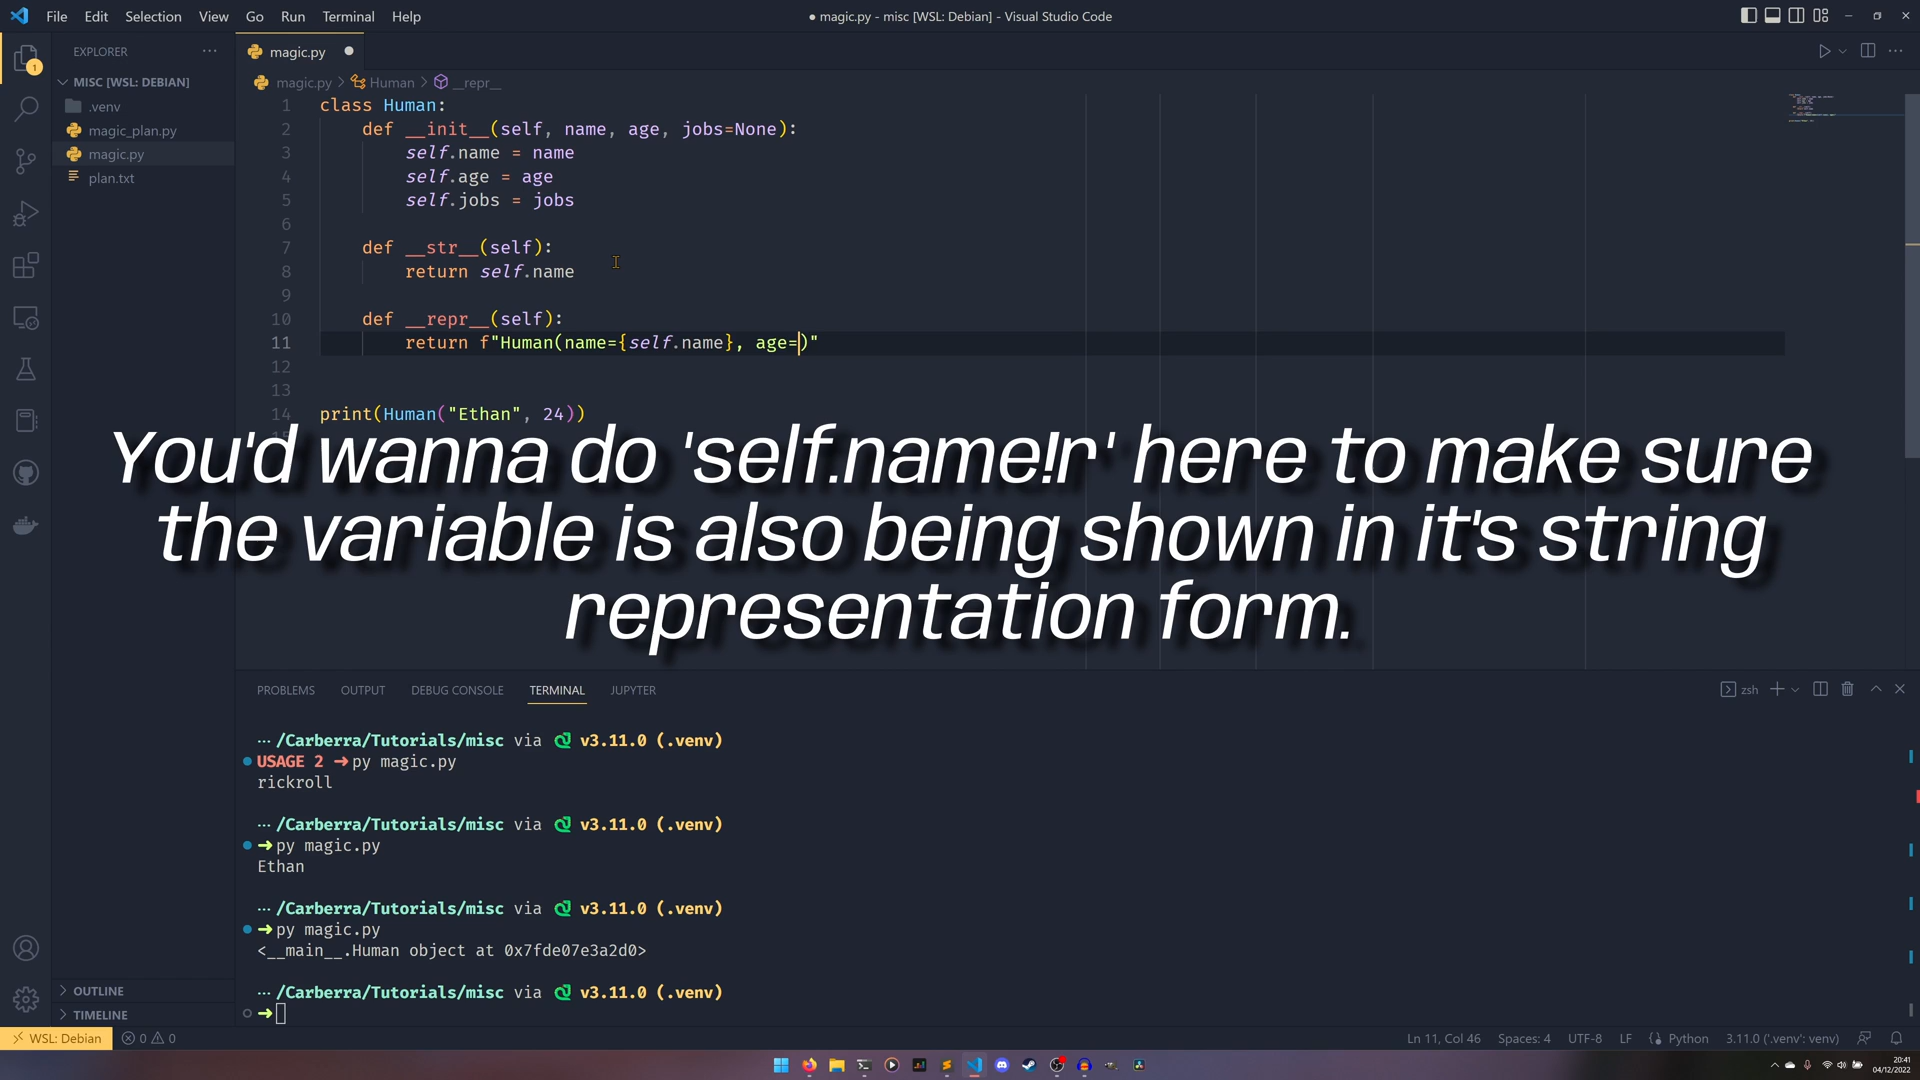 File Edit Selection View Go Run Terminal Help
● magic.py - misc [WSL: Debian] - Visual Studio Code
EXPLORER
MISC [WSL: DEBIAN]
.venv
magic_plan.py
magic.py
plan.txt
OUTLINE
TIMELINE
1
magic.py
magic.py > Human > __repr__
1 class Human:
2 def __init__(self, name, age, jobs=None):
3 self.name = name
4 self.age = age
5 self.jobs = jobs
6
7 def __str__(self):
8 return self.name
9
10 def __repr__(self):
11 return f"Human(name={self.name}, age=)"
12
13
14 print(Human("Ethan", 24))
You'd wanna do 'self.name!r' here to make sure
the variable is also being shown in it's string
representation form.
PROBLEMS OUTPUT DEBUG CONSOLE TERMINAL JUPYTER
zsh
··· /Carberra/Tutorials/misc via v3.11.0 (.venv)
USAGE 2 ➜py magic.py
rickroll
··· /Carberra/Tutorials/misc via v3.11.0 (.venv)
➜py magic.py
Ethan
··· /Carberra/Tutorials/misc via v3.11.0 (.venv)
➜py magic.py
<__main__.Human object at 0x7fde07e3a2d0>
··· /Carberra/Tutorials/misc via v3.11.0 (.venv)
➜
WSL: Debian 0 0 Ln 11, Col 46 Spaces: 4 UTF-8 LF Python 3.11.0 ('.venv': venv)
20:41
04/12/2022